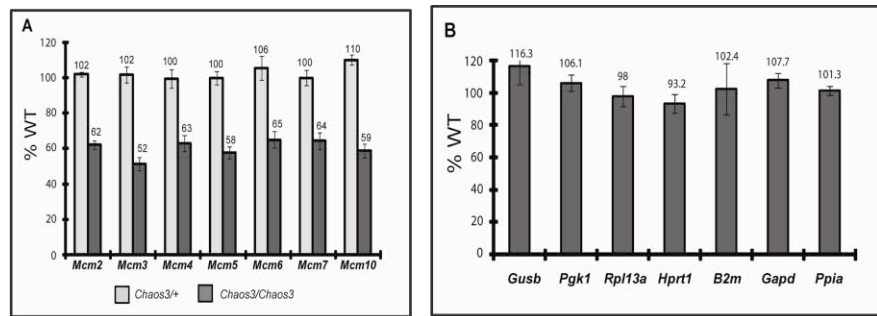 A
% WT
120
100
80
60
40
20
0
102 62 102 52 100 63 100 58 106 65 100 64 110 59
Mcm2 Mcm3 Mcm4 Mcm5 Mcm6 Mcm7 Mcm10
Chaos3/+ Chaos3/Chaos3
B
% WT
120
100
80
60
40
20
0
116.3 106.1 98 93.2 102.4 107.7 101.3
Gusb Pgk1 Rpl13a Hprt1 B2m Gapd Ppia